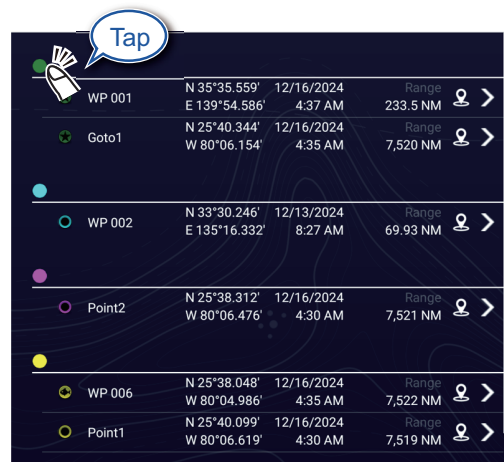 Tap
WP 001 N 35°35.559' 12/16/2024 Range
E 139°54.586' 4:37 AM 233.5 NM
Goto1 N 25°40.344' 12/16/2024 Range
W 80°06.154' 4:35 AM 7,520 NM
WP 002 N 33°30.246' 12/13/2024 Range
E 135°16.332' 8:27 AM 69.93 NM
Point2 N 25°38.312' 12/16/2024 Range
W 80°06.476' 4:30 AM 7,521 NM
WP 006 N 25°38.048' 12/16/2024 Range
W 80°04.986' 4:35 AM 7,522 NM
Point1 N 25°40.099' 12/16/2024 Range
W 80°06.619' 4:30 AM 7,519 NM